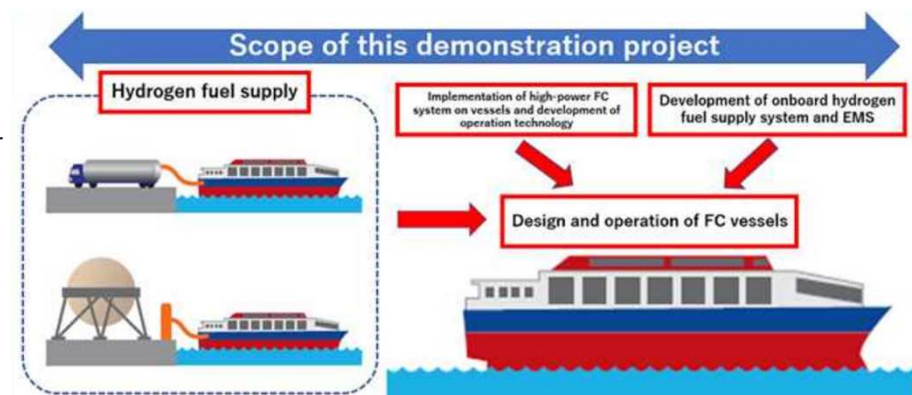 Scope of this demonstration project
Hydrogen fuel supply
Implementation of high-power FC
system on vessels and development of
operation technology
Development of onboard hydrogen
fuel supply system and EMS
Design and operation of FC vessels